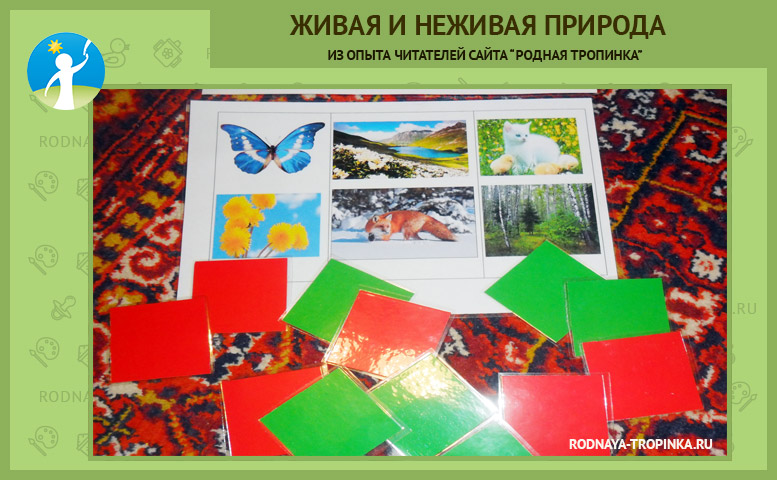 ЖИВАЯ И НЕЖИВАЯ ПРИРОДА
ИЗ ОПЫТА ЧИТАТЕЛЕЙ САЙТА "РОДНАЯ ТРОПИНКА"
RODNAYA-TROPINKA.RU